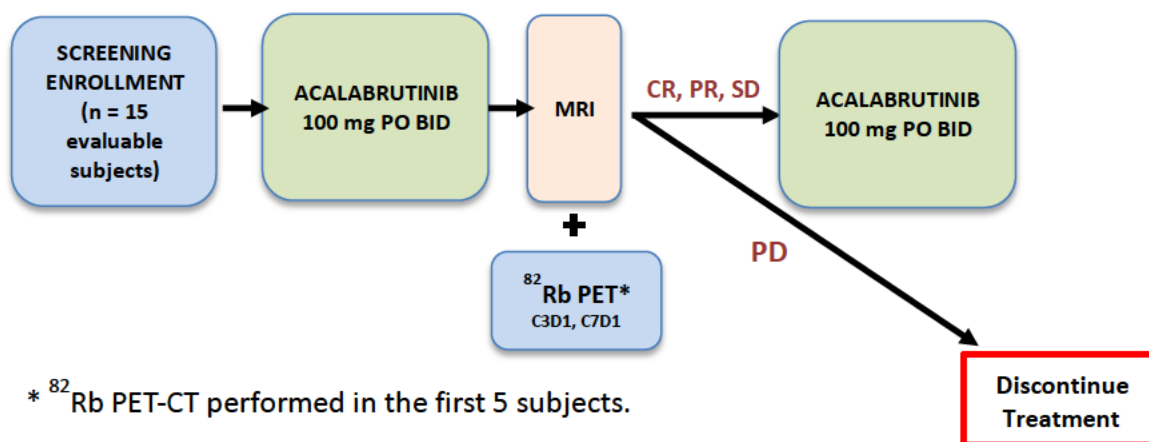 SCREENING
ENROLLMENT
(n = 15
evaluable
subjects)
ACALABRUTINIB
100 mg PO BID
MRI
+
⁸²Rb PET*
C3D1, C7D1
CR, PR, SD
ACALABRUTINIB
100 mg PO BID
PD
Discontinue
Treatment
* ⁸²Rb PET-CT performed in the first 5 subjects.